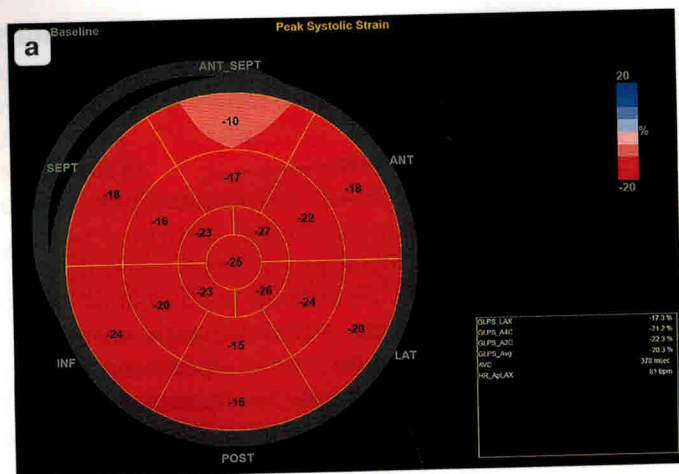 a
Baseline
Peak Systolic Strain
ANT_SEPT
20
-10
%
SEPT
ANT
-17
-20
-18
-18
-16
-22
-23
-27
-25
-23
-26
-20
-24
-24
-20
-15
INF
LAT
-16
POST
GLPS_LAX -17.3 %
GLPS_A4C -21.2 %
GLPS_A2C -22.3 %
GLPS_Avg -20.3 %
AVC 378 msec
HR_ApLAX 81 bpm